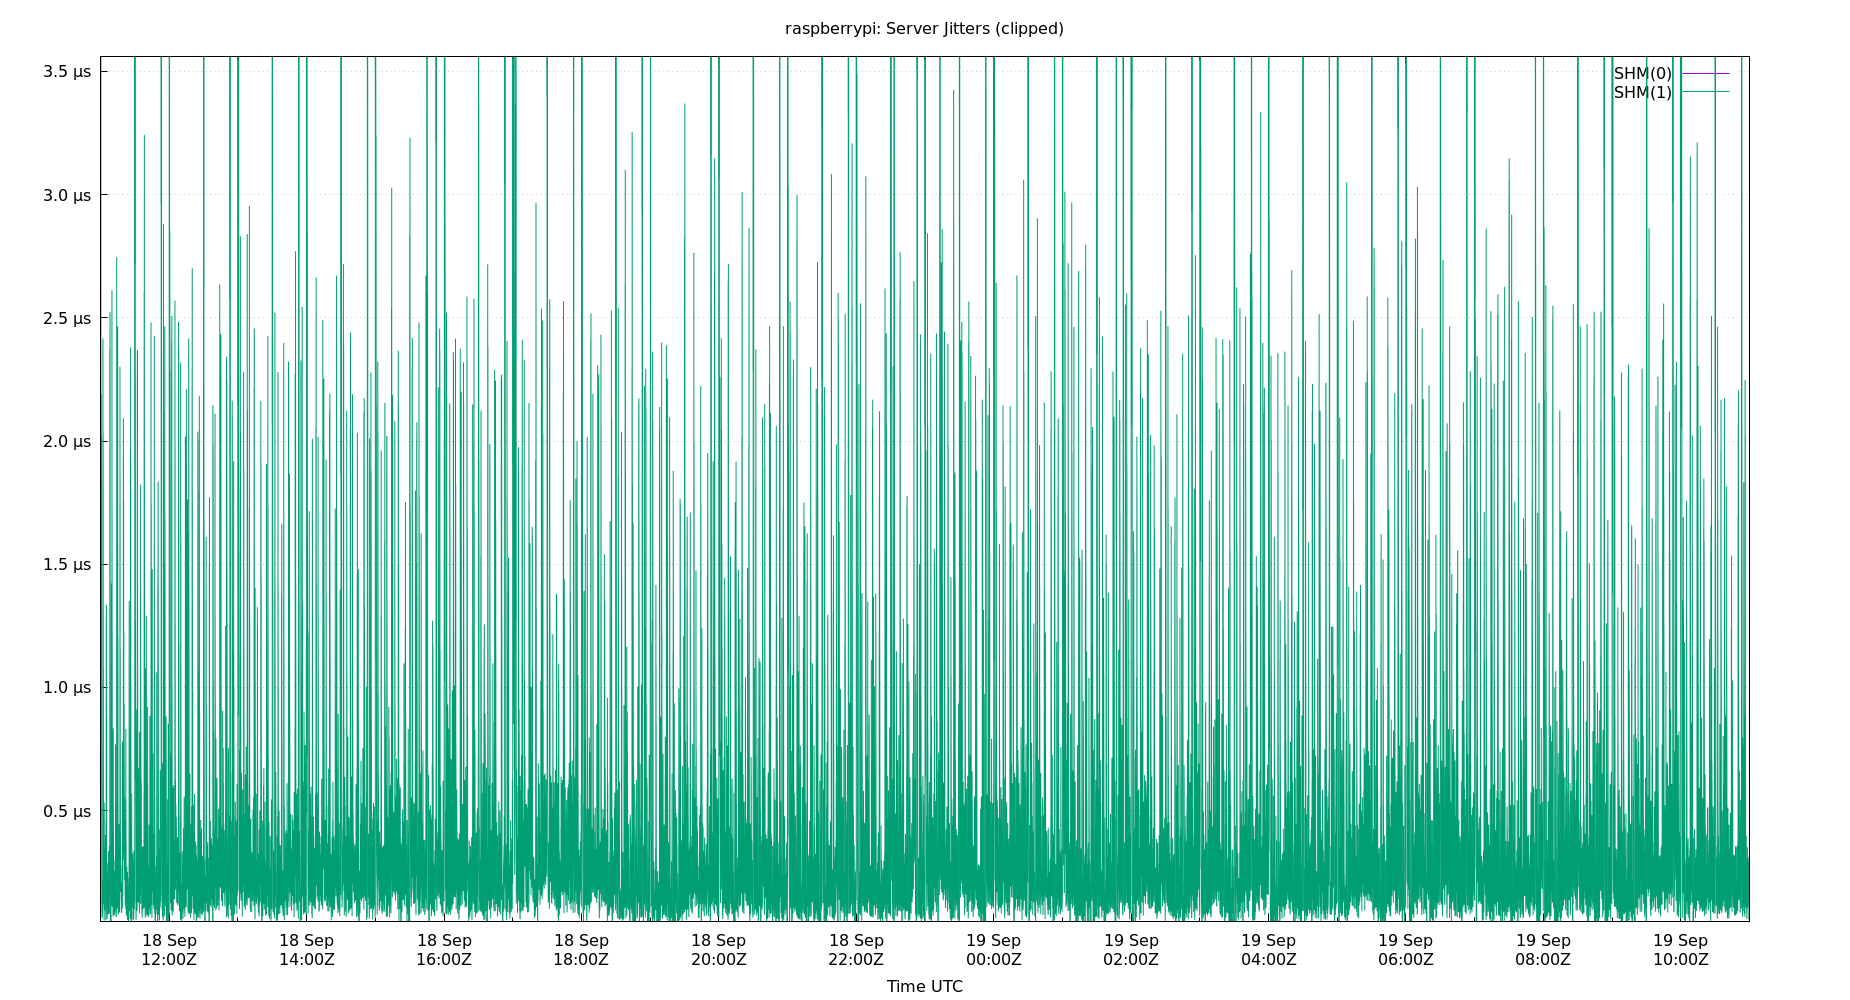 raspberrypi: Server Jitters (clipped)
3.5 µs
SHM(0)
SHM(1)
3.0 µs
2.5 µs
2.0 µs
1.5 µs
1.0 µs
0.5 µs
18 Sep 18 Sep 18 Sep 18 Sep 18 Sep 18 Sep 19 Sep 19 Sep 19 Sep 19 Sep 19 Sep 19 Sep
12:00Z 14:00Z 16:00Z 18:00Z 20:00Z 22:00Z 00:00Z 02:00Z 04:00Z 06:00Z 08:00Z 10:00Z
Time UTC